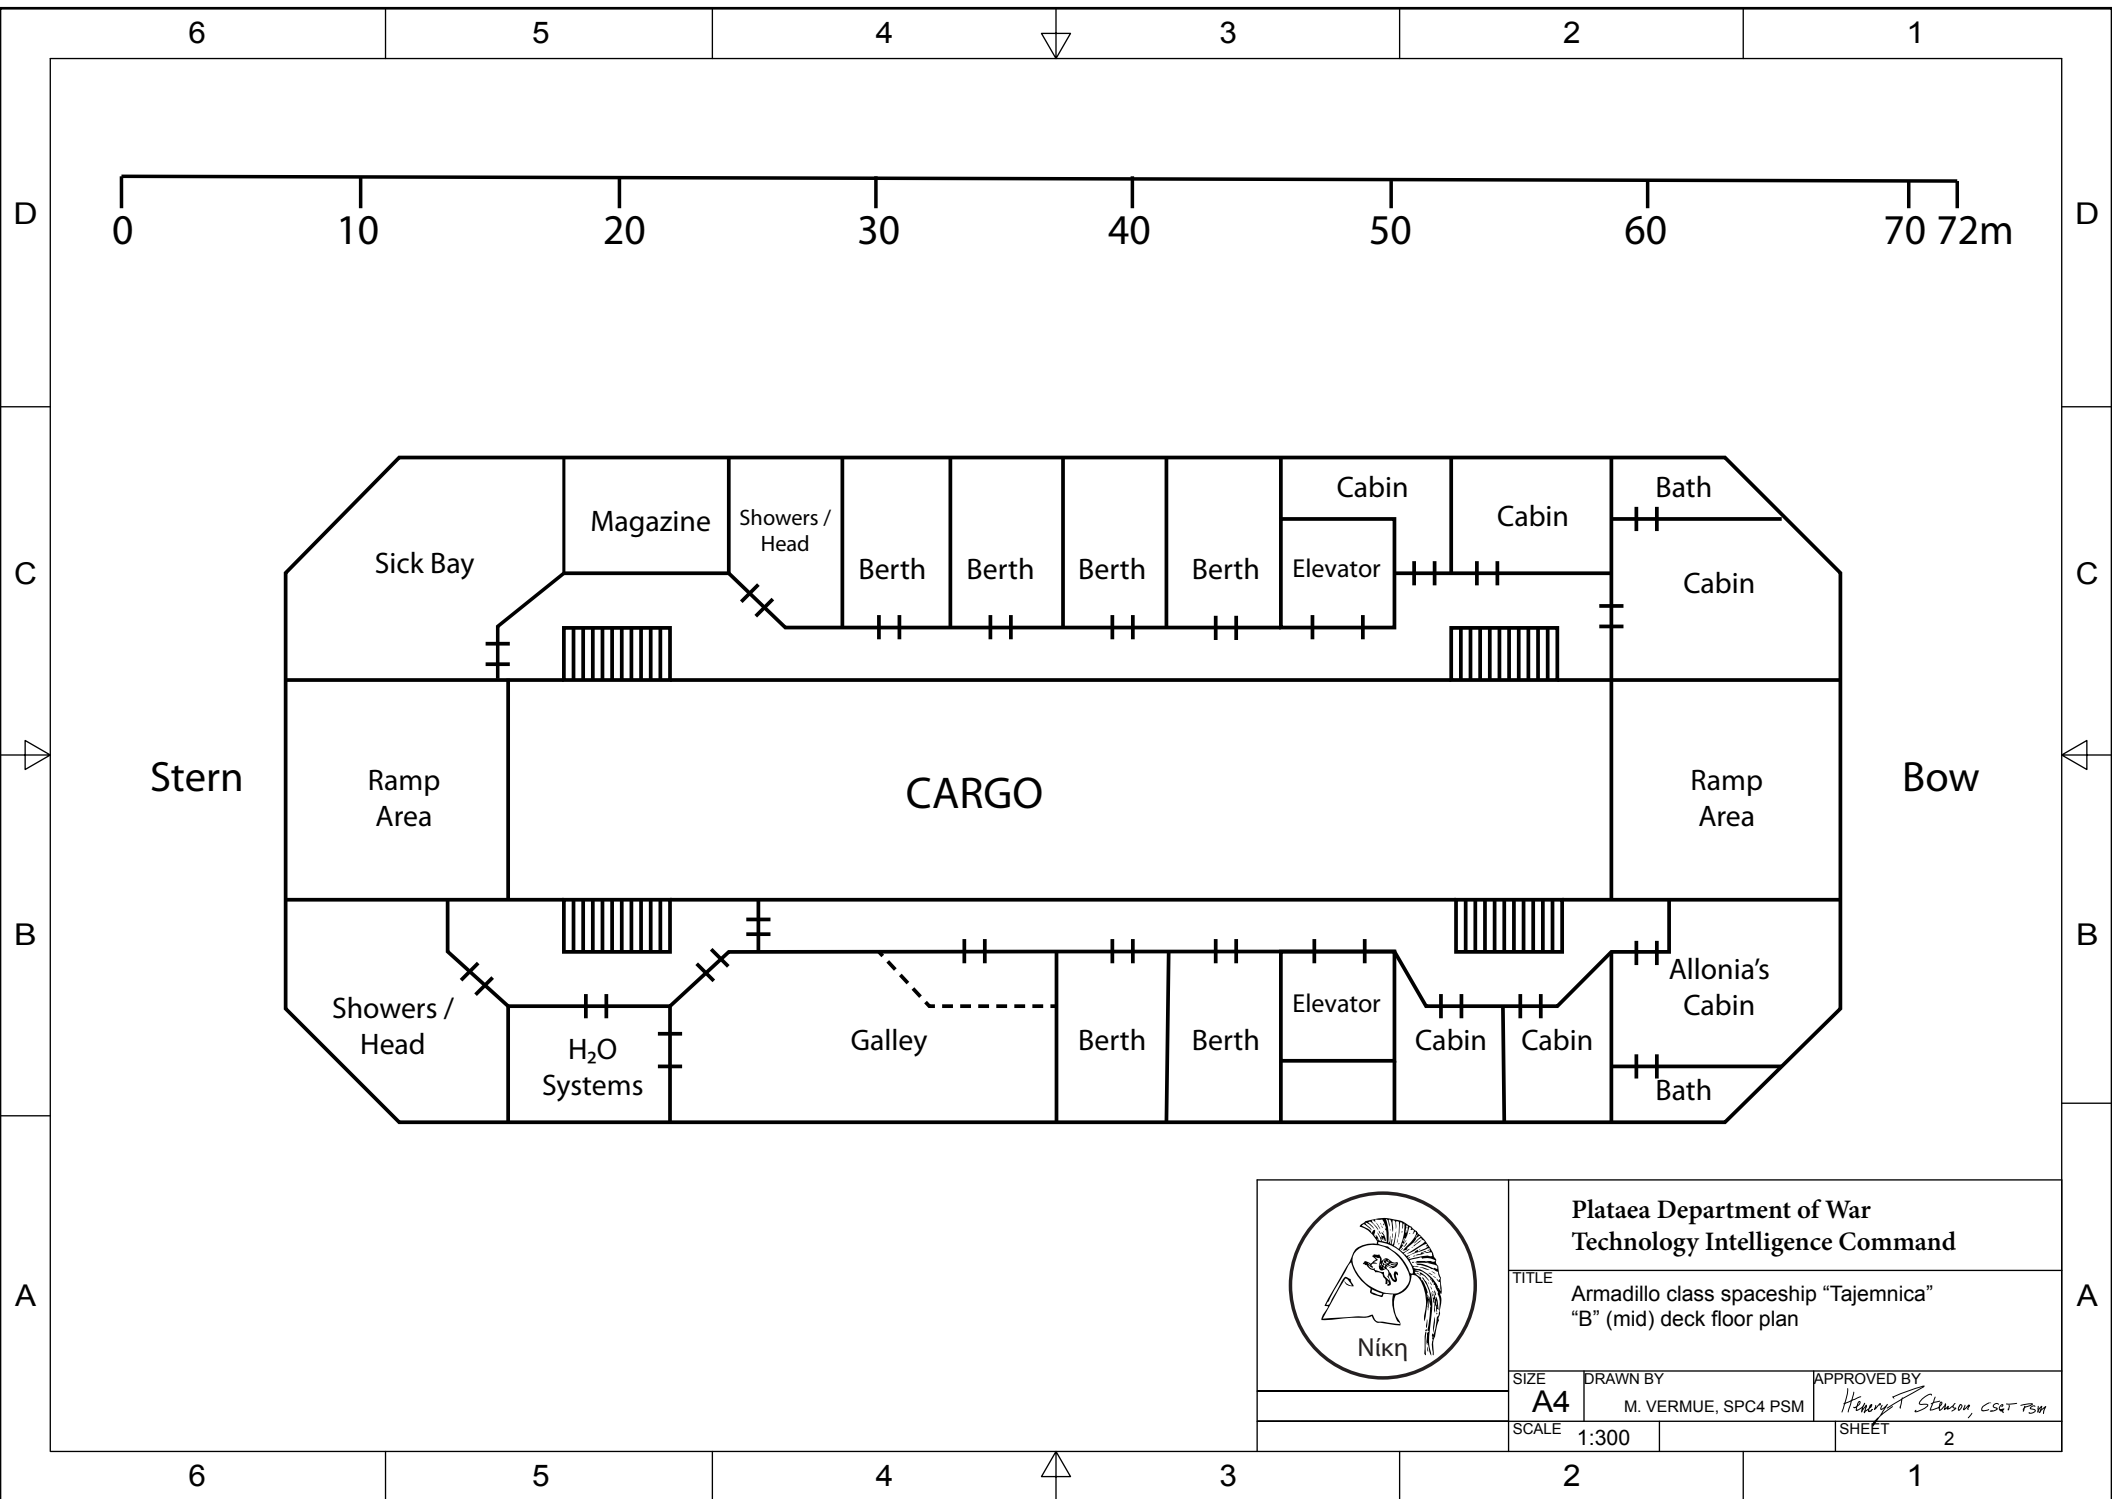 6 5 4 3 2 1
D D
0 10 20 30 40 50 60 70 72m
C C
Sick Bay
Magazine
Showers /
Head
Berth
Berth
Berth
Berth
Cabin
Elevator
Cabin
Bath
Cabin
Stern
Ramp
Area
CARGO
Ramp
Area
Bow
B B
Showers /
Head
H₂O
Systems
Galley
Berth
Berth
Elevator
Cabin
Cabin
Allonia’s
Cabin
Bath
A A
Νίκη
Plataea Department of War
Technology Intelligence Command
TITLE
Armadillo class spaceship “Tajemnica”
“B” (mid) deck floor plan
SIZE
A4
DRAWN BY
M. VERMUE, SPC4 PSM
APPROVED BY
Henery T Stenson, CSGT PSM
SCALE 1:300
SHEET 2
6 5 4 3 2 1